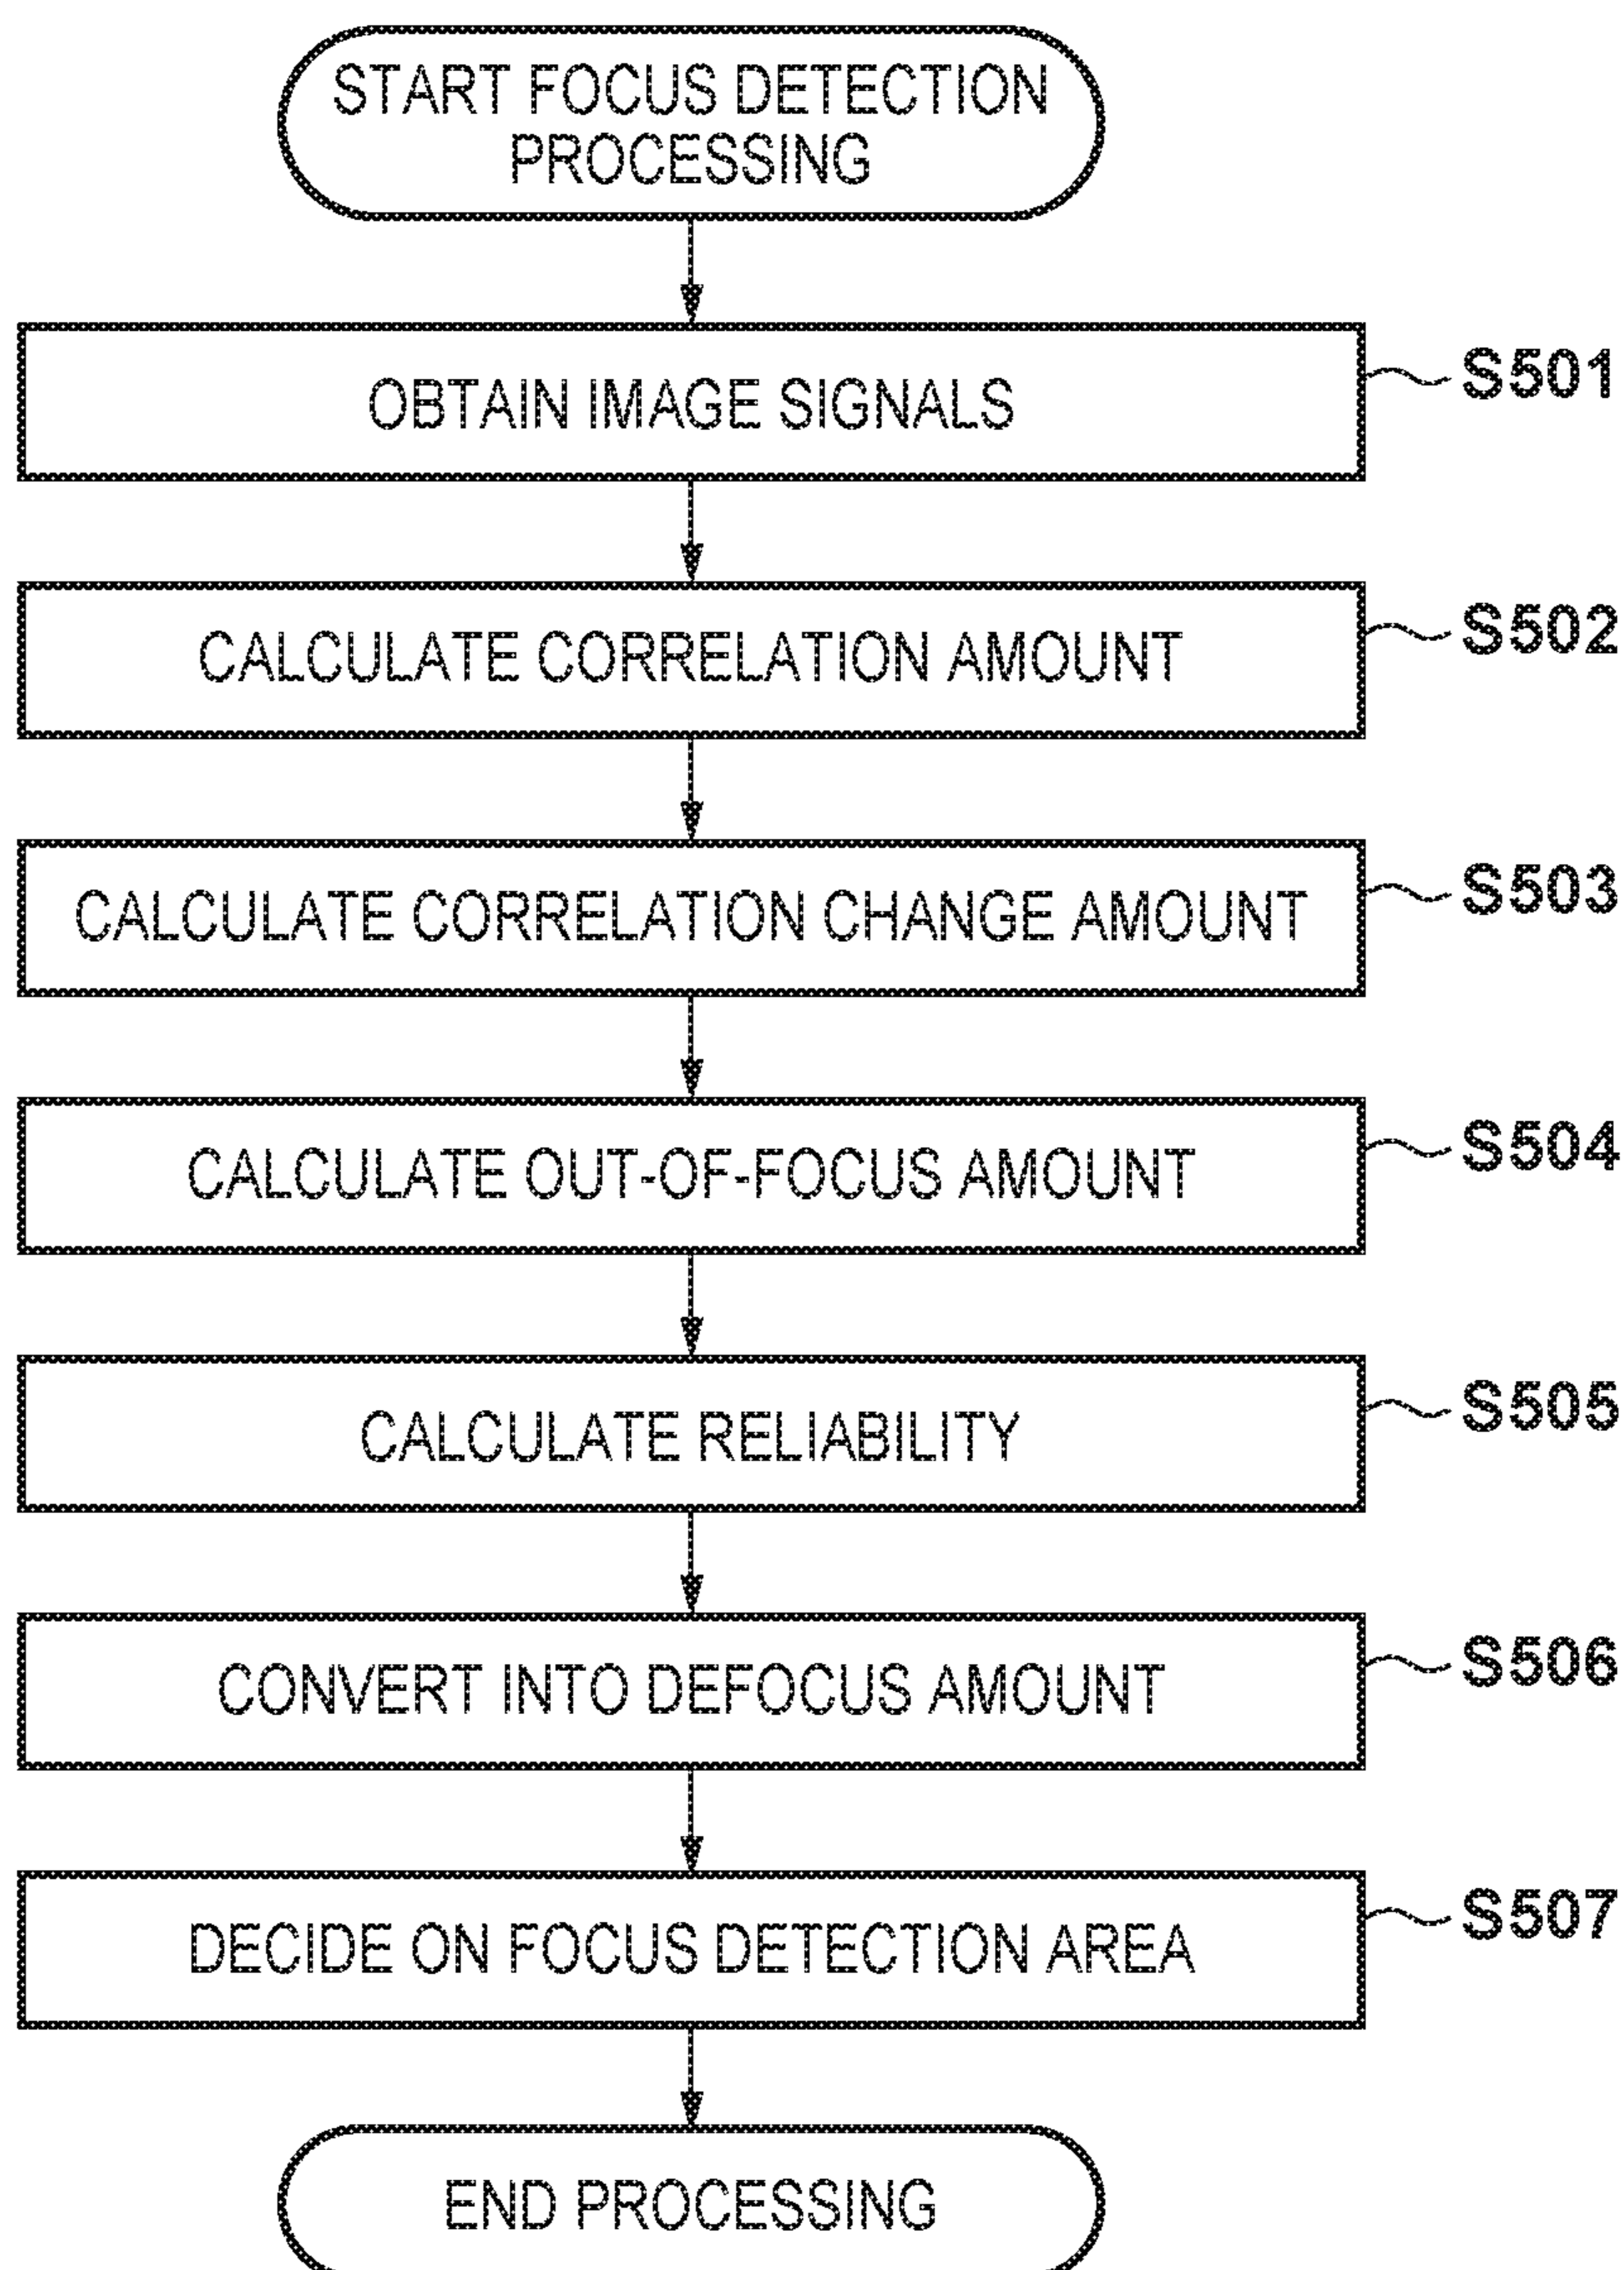 START FOCUS DETECTION
PROCESSING
OBTAIN IMAGE SIGNALS
S501
CALCULATE CORRELATION AMOUNT
S502
CALCULATE CORRELATION CHANGE AMOUNT
S503
CALCULATE OUT-OF-FOCUS AMOUNT
S504
CALCULATE RELIABILITY
S505
CONVERT INTO DEFOCUS AMOUNT
S506
DECIDE ON FOCUS DETECTION AREA
S507
END PROCESSING